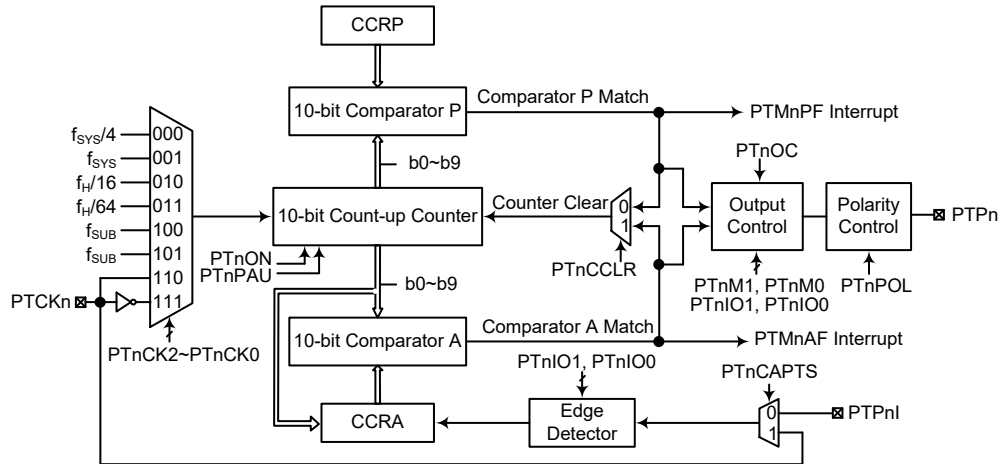 CCRP
10-bit Comparator P
Comparator P Match
PTMnPF Interrupt
fSYS/4
000
fSYS
001
fH/16
010
fH/64
011
fSUB
100
fSUB
101
110
111
PTCKn
PTnCK2~PTnCK0
b0~b9
10-bit Count-up Counter
Counter Clear
0
1
PTnCCLR
PTnON
PTnPAU
PTnOC
Output
Control
Polarity
Control
PTPn
PTnM1, PTnM0
PTnIO1, PTnIO0
PTnPOL
b0~b9
10-bit Comparator A
Comparator A Match
PTMnAF Interrupt
PTnIO1, PTnIO0
PTnCAPTS
CCRA
Edge
Detector
0
1
PTPnI